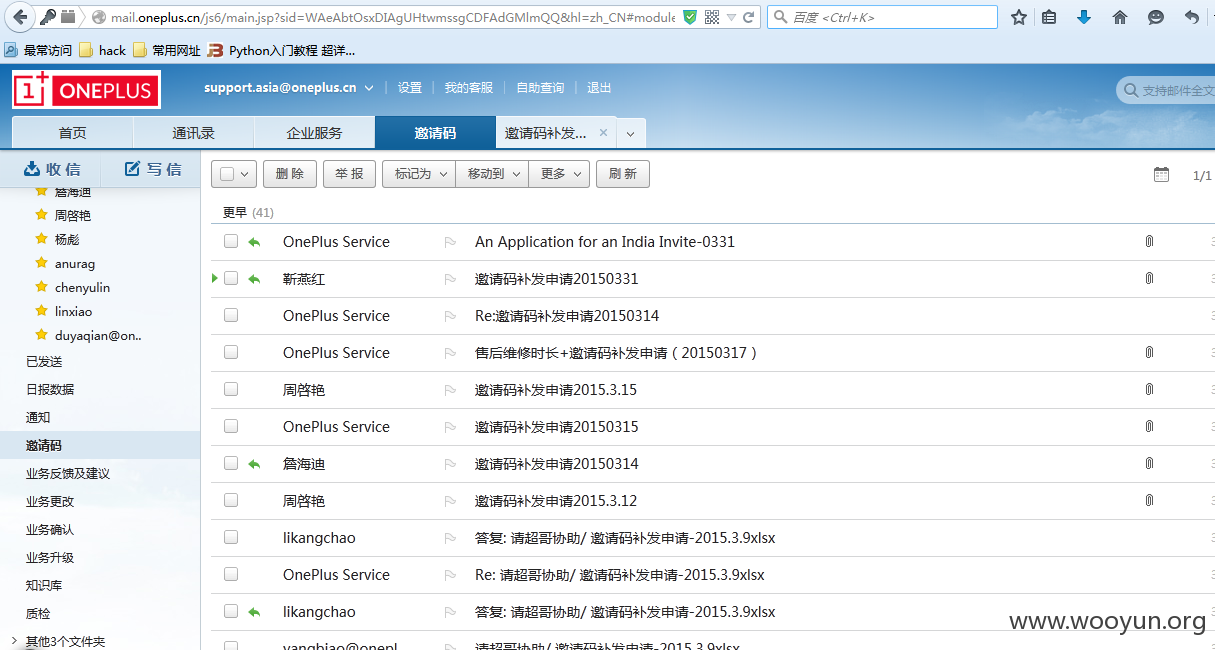 mail.oneplus.cn/js6/main.jsp?sid=WAeAbtOsxDIAgUHtwmssgCDFAdGMlmQQ&hl=zh_CN#module
百度 <Ctrl+K>
最常访问 hack 常用网址 Python入门教程 超详...
1+ ONEPLUS
support.asia@oneplus.cn 设置 我的客服 自助查询 退出
支持邮件全文
首页 通讯录 企业服务 邀请码 邀请码补发... ×
收信 写信
删除 举报 标记为 移动到 更多 刷新
1/1
詹海迪
周啓艳
杨彪
anurag
chenyulin
linxiao
duyaqian@on..
已发送
日报数据
通知
邀请码
业务反馈及建议
业务更改
业务确认
业务升级
知识库
质检
其他3个文件夹
更早 (41)
OnePlus Service An Application for an India Invite-0331
靳燕红 邀请码补发申请20150331
OnePlus Service Re:邀请码补发申请20150314
OnePlus Service 售后维修时长+邀请码补发申请（20150317）
周啓艳 邀请码补发申请2015.3.15
OnePlus Service 邀请码补发申请20150315
詹海迪 邀请码补发申请20150314
周啓艳 邀请码补发申请2015.3.12
likangchao 答复: 请超哥协助/ 邀请码补发申请-2015.3.9xlsx
OnePlus Service Re: 请超哥协助/ 邀请码补发申请-2015.3.9xlsx
likangchao 答复: 请超哥协助/ 邀请码补发申请-2015.3.9xlsx
yangbiao@onepl 请超哥协助/ 邀请码补发申请-2015.3.9xlsx
www.wooyun.org